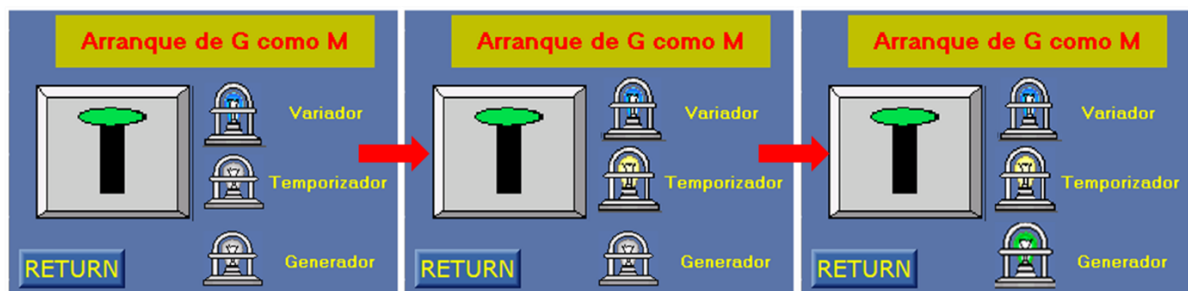 Arranque de G como M
Variador
Temporizador
Generador
RETURN
Arranque de G como M
Variador
Temporizador
Generador
RETURN
Arranque de G como M
Variador
Temporizador
Generador
RETURN